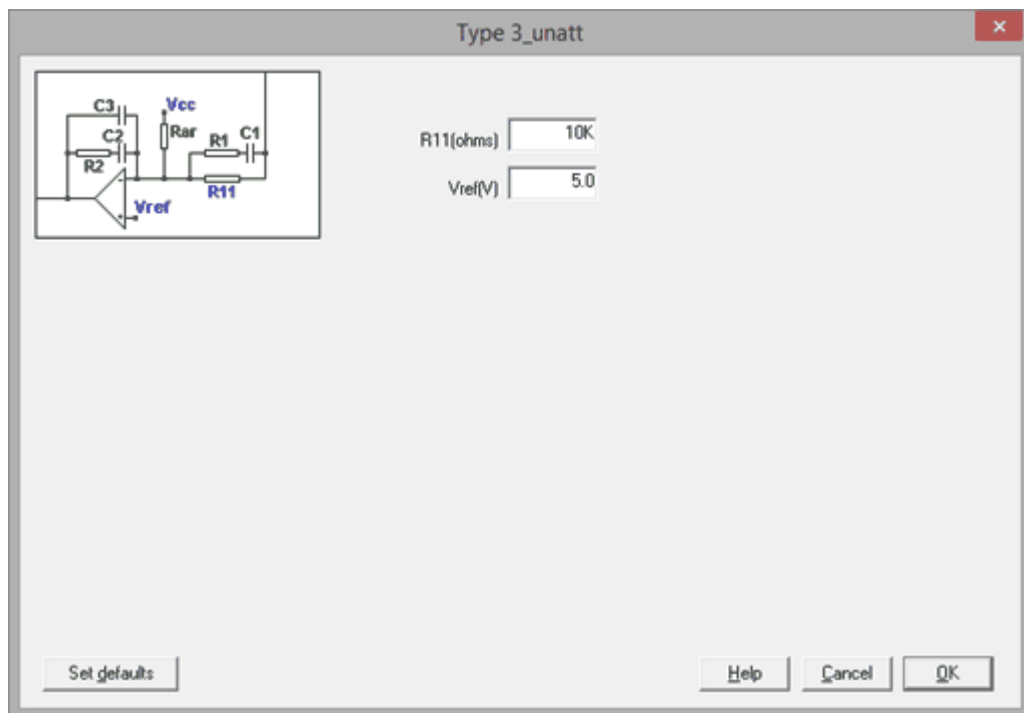 Type 3_unatt
C3
Vcc
C2
Rar
R1
C1
R2
R11
Vref
-
+
R11(ohms)
10K
Vref(V)
5.0
Set defaults
Help
Cancel
OK